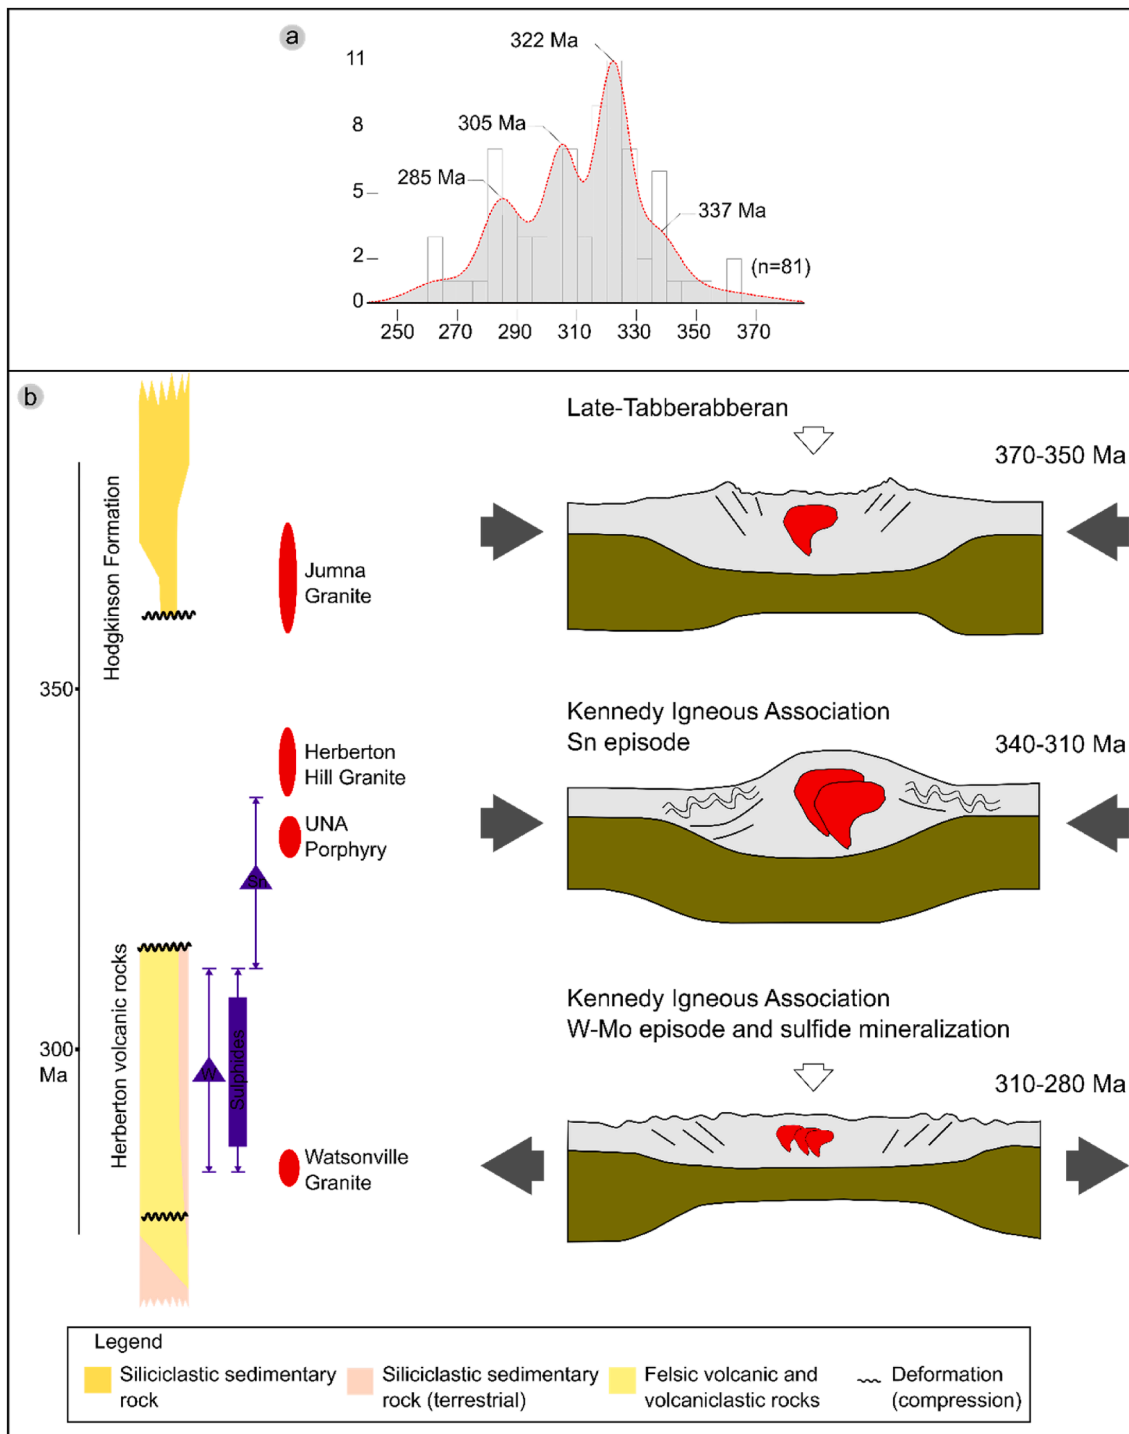 a
322 Ma
11
8
305 Ma
285 Ma
5
337 Ma
2
(n=81)
0
250 270 290 310 330 350 370
b
Late-Tabberabberan
370-350 Ma
Hodgkinson Formation
Jumna
Granite
350
Kennedy Igneous Association
Sn episode
340-310 Ma
Herberton
Hill Granite
UNA
Porphyry
Sn
Herberton volcanic rocks
Kennedy Igneous Association
W-Mo episode and sulfide mineralization
310-280 Ma
300
Ma
W
Sulphides
Watsonville
Granite
Legend
Siliciclastic sedimentary
rock
Siliciclastic sedimentary
rock (terrestrial)
Felsic volcanic and
volcaniclastic rocks
Deformation
(compression)